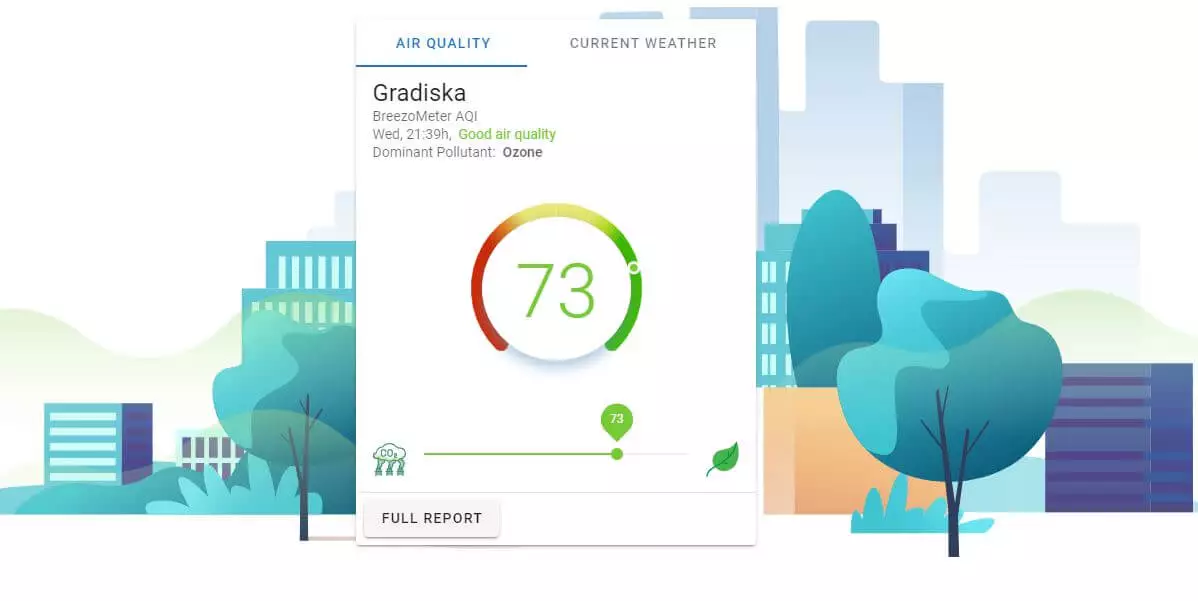 AIR QUALITY
CURRENT WEATHER
Gradiska
BreezoMeter AQI
Wed, 21:39h, Good air quality
Dominant Pollutant: Ozone
73
73
CO₂
FULL REPORT